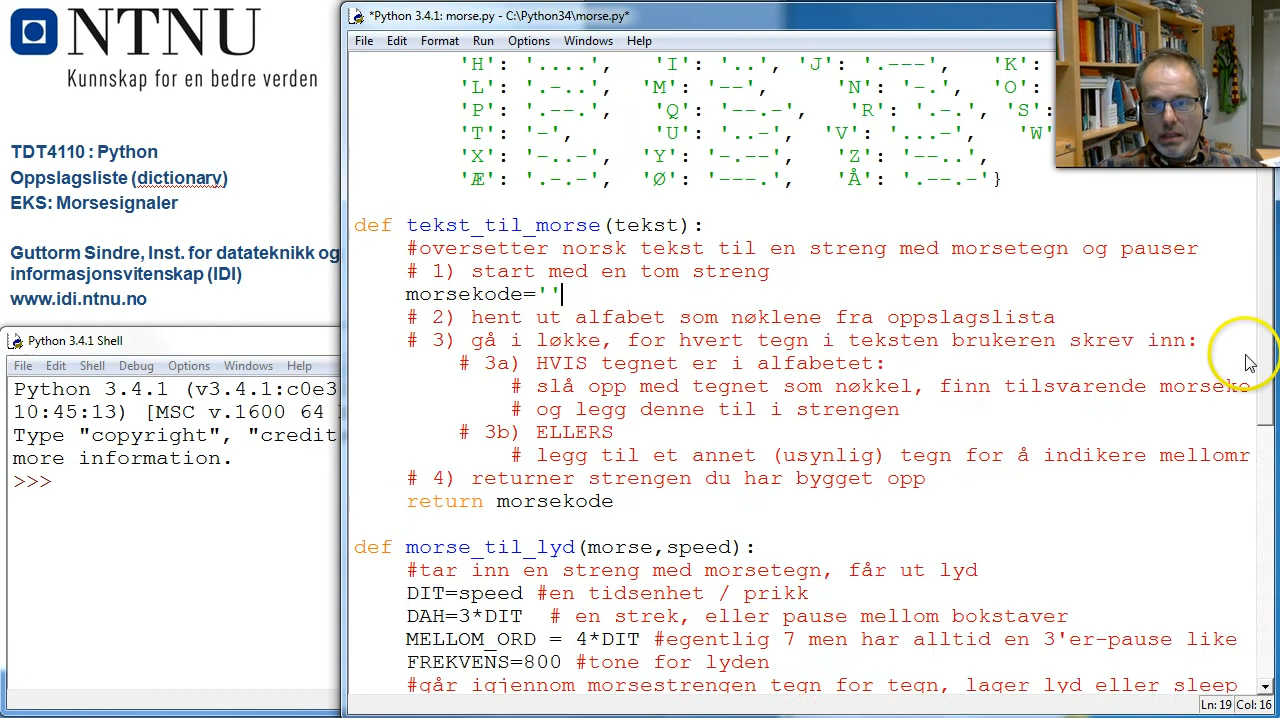 NTNU
Kunnskap for en bedre verden
TDT4110 : Python
Oppslagsliste (dictionary)
EKS: Morsesignaler
Guttorm Sindre, Inst. for datateknikk og
informasjonsvitenskap (IDI)
www.idi.ntnu.no
Python 3.4.1 Shell
File Edit Shell Debug Options Windows Help
Python 3.4.1 (v3.4.1:c0e3
10:45:13) [MSC v.1600 64
Type "copyright", "credit
more information.
>>>
*Python 3.4.1: morse.py - C:\Python34\morse.py*
File Edit Format Run Options Windows Help
'H': '....', 'I': '..', 'J': '.---', 'K':
'L': '.-..', 'M': '--', 'N': '-.', 'O':
'P': '.--.', 'Q': '--.-', 'R': '.-.', 'S':
'T': '-', 'U': '..-', 'V': '...-', 'W'
'X': '-..-', 'Y': '-.--', 'Z': '--..',
'Æ': '.-.-', 'Ø': '---.', 'Å': '.--.-'}
def tekst_til_morse(tekst):
#oversetter norsk tekst til en streng med morsetegn og pauser
# 1) start med en tom streng
morsekode=''
# 2) hent ut alfabet som nøklene fra oppslagslista
# 3) gå i løkke, for hvert tegn i teksten brukeren skrev inn:
# 3a) HVIS tegnet er i alfabetet:
# slå opp med tegnet som nøkkel, finn tilsvarende morseko
# og legg denne til i strengen
# 3b) ELLERS
# legg til et annet (usynlig) tegn for å indikere mellomr
# 4) returner strengen du har bygget opp
return morsekode
def morse_til_lyd(morse,speed):
#tar inn en streng med morsetegn, får ut lyd
DIT=speed #en tidsenhet / prikk
DAH=3*DIT # en strek, eller pause mellom bokstaver
MELLOM_ORD = 4*DIT #egentlig 7 men har alltid en 3'er-pause like
FREKVENS=800 #tone for lyden
#går igjennom morsestrengen tegn for tegn, lager lyd eller sleep
Ln: 19 Col: 16